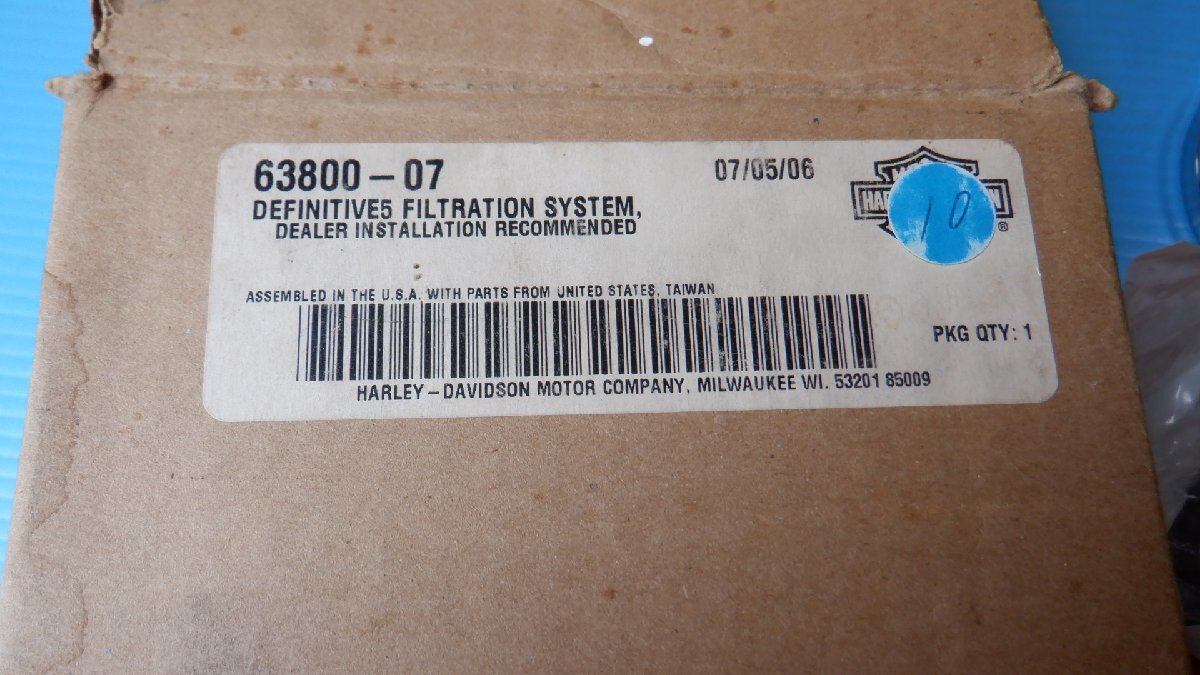 63800-07
07/05/06
DEFINITIVE5 FILTRATION SYSTEM,
DEALER INSTALLATION RECOMMENDED
10
®
ASSEMBLED IN THE U.S.A. WITH PARTS FROM UNITED STATES, TAIWAN
PKG QTY: 1
HARLEY-DAVIDSON MOTOR COMPANY, MILWAUKEE WI. 53201 85009